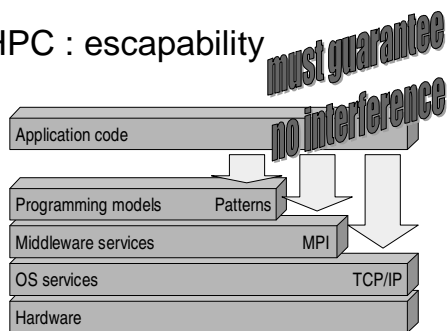 HPC : escapability
must guarantee
no interference
Application code
Programming models Patterns
Middleware services MPI
OS services TCP/IP
Hardware